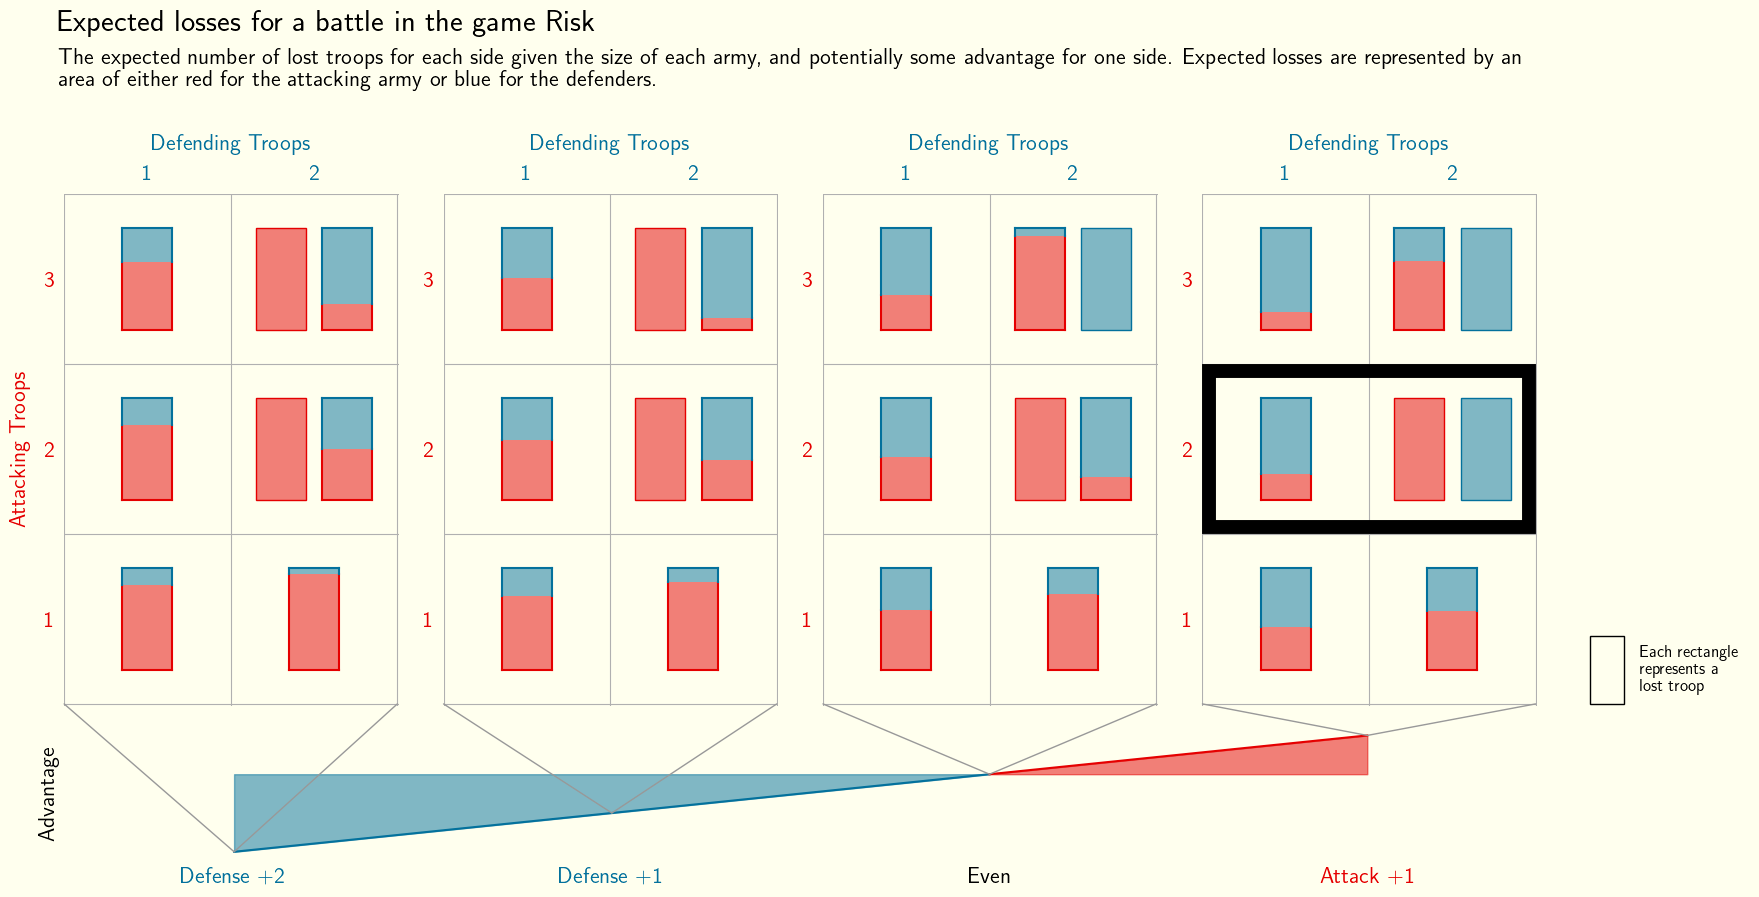 Expected losses for a battle in the game Risk
The expected number of lost troops for each side given the size of each army, and potentially some advantage for one side. Expected losses are represented by an
area of either red for the attacking army or blue for the defenders.
Defending Troops
1 2
Defending Troops
1 2
Defending Troops
1 2
Defending Troops
1 2
Attacking Troops
3 3 3 3
2 2 2 2
1 1 1 1
Each rectangle
represents a
lost troop
Advantage
Defense +2
Defense +1
Even
Attack +1